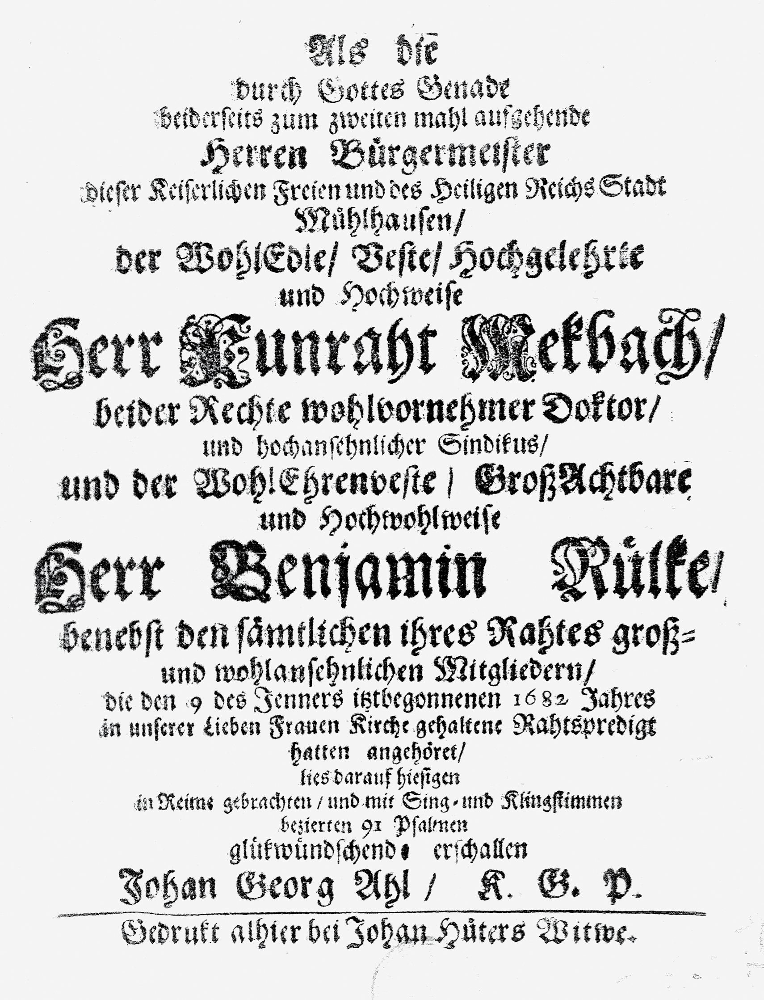 Als die
durch Gottes Genade
beiderseits zum zweiten mahl aufgehende
Herren Bürgermeister
dieser Keiserlichen Freien und des Heiligen Reichs Stadt
Mühlhausen/
der WohlEdle/ Veste/ Hochgelehrte
und Hochweise
Herr Kunraht Mekbach/
beider Rechte wohlvornehmer Doktor/
und hochansehnlicher Sindikus/
und der WohlEhrenveste / GroßAchtbare
und Hochwohlweise
Herr Benjamin Rülke/
benebst den sämtlichen ihres Rahtes groß=
und wohlansehnlichen Mitgliedern/
die den 9 des Jenners itztbegonnenen 1682 Jahres
in unserer Lieben Frauen Kirche gehaltene Rahtspredigt
hatten angehöret/
lies darauf hiesigen
in Reime gebrachten / und mit Sing- und Klingstimmen
bezierten 91 Psalmen
glükwündschend erschallen
Johan Georg Ahl / K. G. P.
Gedrukt alhier bei Johan Hüters Witwe.